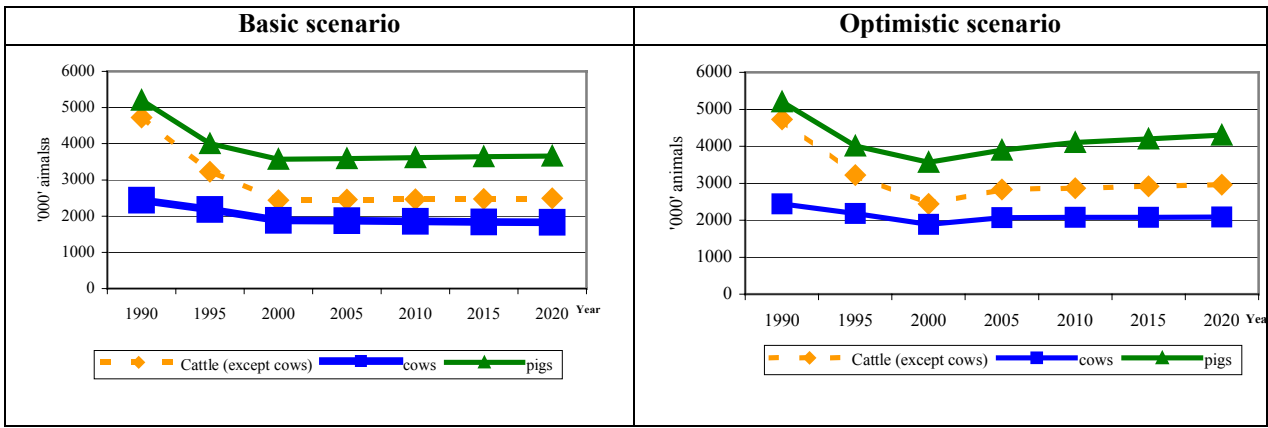 Basic scenario
Optimistic scenario
6000
5000
4000
3000
2000
1000
0
'000' aimalsв
1990 1995 2000 2005 2010 2015 2020 Year
Cattle (except cows) cows pigs
6000
5000
4000
3000
2000
1000
0
'000' animals
1990 1995 2000 2005 2010 2015 2020 Year
Cattle (except cows) cows pigs